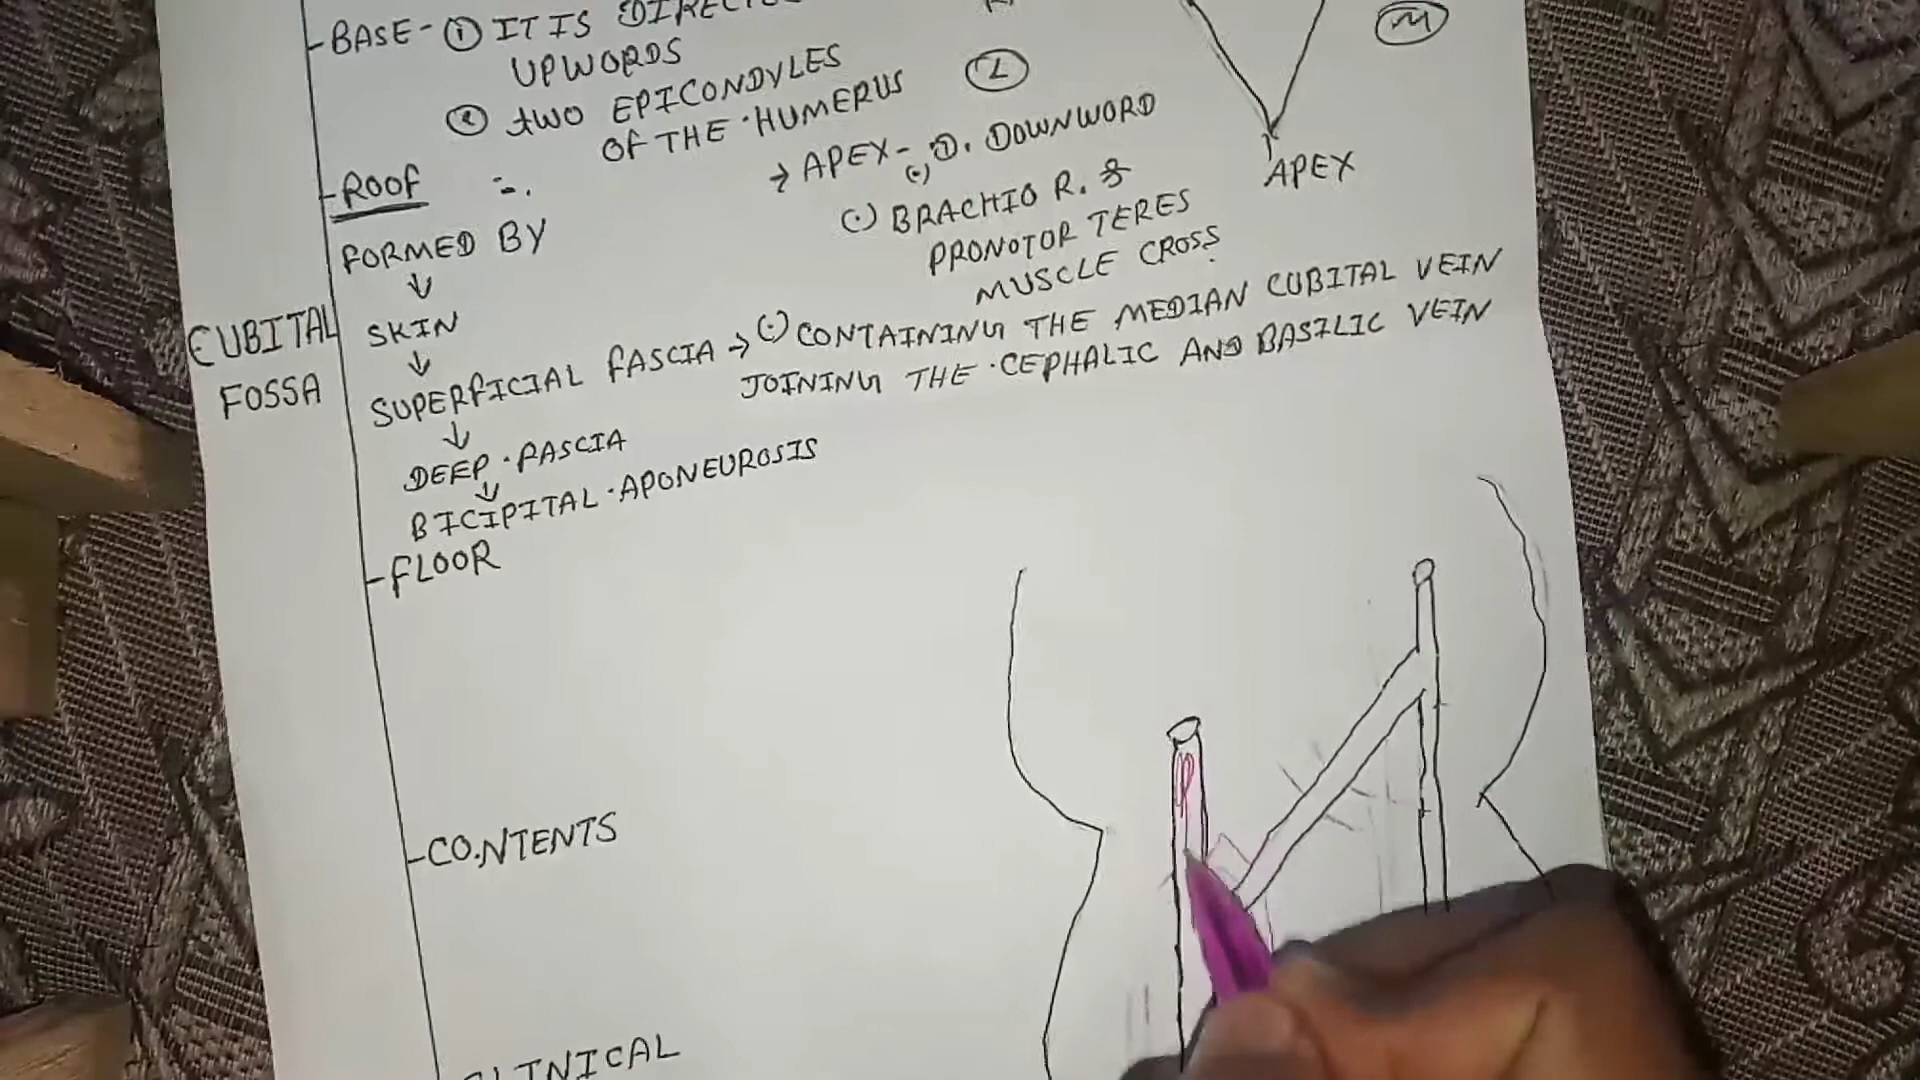 BASE - ① IT IS
UPWORDS
② TWO EPICONDYLES
OF THE HUMERUS
L
M
ROOF :-.
FORMED BY
↓
SKIN
↓
SUPERFICIAL FASCIA → (·) CONTAINING THE MEDIAN CUBITAL VEIN
JOINING THE CEPHALIC AND BASILIC VEIN
↓
DEEP FASCIA
↓
BICIPITAL APONEUROSIS
→ APEX - ①. DOWNWORD
(·) BRACHIO R. &
PRONOTOR TERES
MUSCLE CROSS
APEX
CUBITAL
FOSSA
FLOOR
CONTENTS